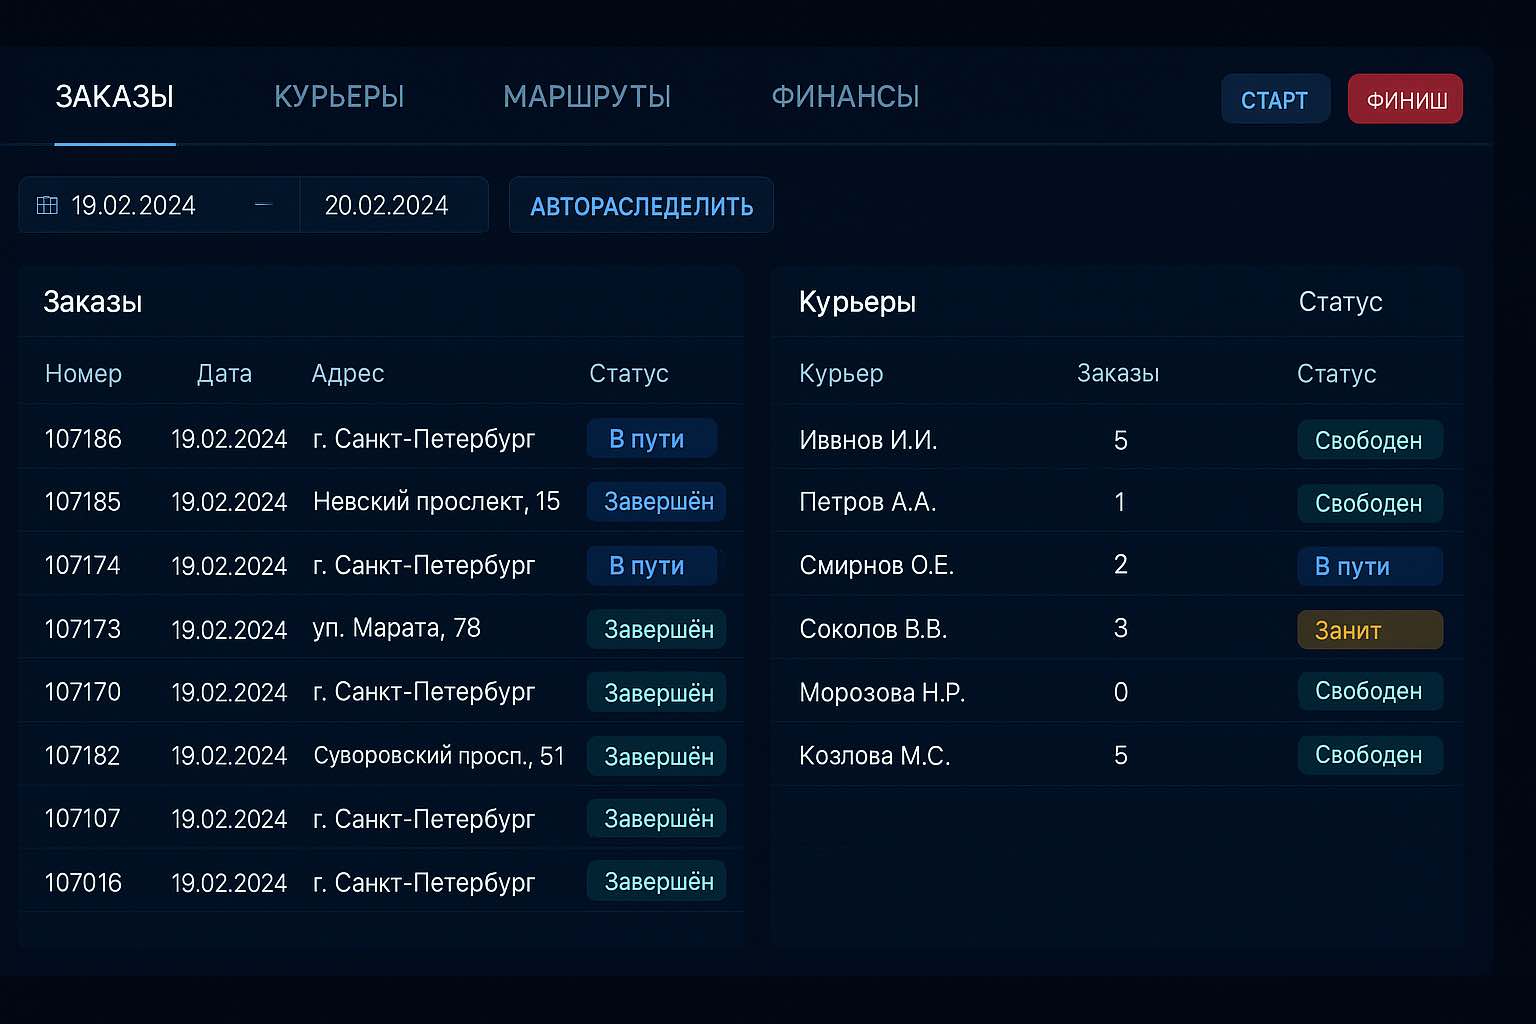 ЗАКАЗЫ КУРЬЕРЫ МАРШРУТЫ ФИНАНСЫ СТАРТ ФИНИШ
19.02.2024 — 20.02.2024 АВТОРАСЛЕДЕЛИТЬ
Заказы
Номер Дата Адрес Статус
107186 19.02.2024 г. Санкт-Петербург В пути
107185 19.02.2024 Невский проспект, 15 Завершён
107174 19.02.2024 г. Санкт-Петербург В пути
107173 19.02.2024 уп. Марата, 78 Завершён
107170 19.02.2024 г. Санкт-Петербург Завершён
107182 19.02.2024 Суворовский просп., 51 Завершён
107107 19.02.2024 г. Санкт-Петербург Завершён
107016 19.02.2024 г. Санкт-Петербург Завершён
Курьеры Статус
Курьер Заказы Статус
Иввнов И.И. 5 Свободен
Петров А.А. 1 Свободен
Смирнов О.Е. 2 В пути
Соколов В.В. 3 Занит
Морозова Н.Р. 0 Свободен
Козлова М.С. 5 Свободен